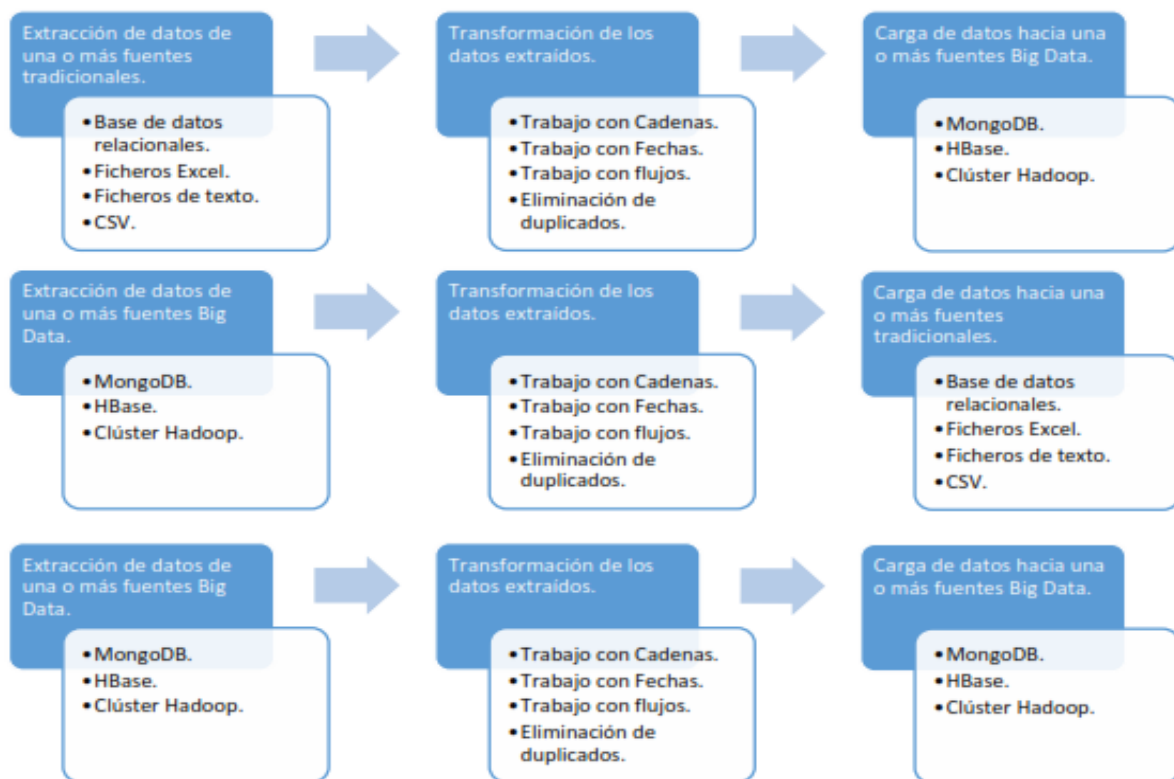 Extracción de datos de
una o más fuentes
tradicionales.
•Base de datos
relacionales.
•Ficheros Excel.
•Ficheros de texto.
•CSV.
Transformación de los
datos extraídos.
•Trabajo con Cadenas.
•Trabajo con Fechas.
•Trabajo con flujos.
•Eliminación de
duplicados.
Carga de datos hacia una
o más fuentes Big Data.
•MongoDB.
•HBase.
•Clúster Hadoop.
Extracción de datos de
una o más fuentes Big
Data.
•MongoDB.
•HBase.
•Clúster Hadoop.
Transformación de los
datos extraídos.
•Trabajo con Cadenas.
•Trabajo con Fechas.
•Trabajo con flujos.
•Eliminación de
duplicados.
Carga de datos hacia una
o más fuentes
tradicionales.
•Base de datos
relacionales.
•Ficheros Excel.
•Ficheros de texto.
•CSV.
Extracción de datos de
una o más fuentes Big
Data.
•MongoDB.
•HBase.
•Clúster Hadoop.
Transformación de los
datos extraídos.
•Trabajo con Cadenas.
•Trabajo con Fechas.
•Trabajo con flujos.
•Eliminación de
duplicados.
Carga de datos hacia una
o más fuentes Big Data.
•MongoDB.
•HBase.
•Clúster Hadoop.